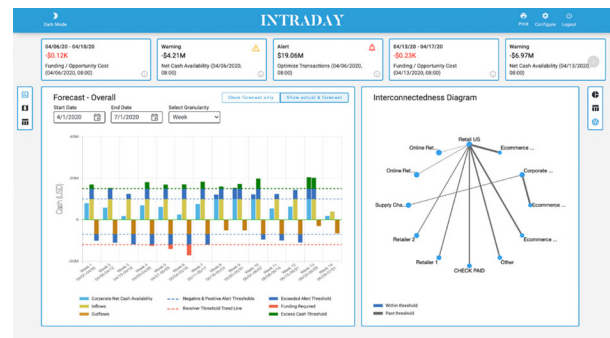 INTRADAY
Dark Mode
Print Configure Logout
04/06/20 - 04/10/20
-$0.12K
Funding / Opportunity Cost
(04/06/2020, 08:00)
Warning
-$4.21M
Net Cash Availability (04/06/2020,
08:00)
Alert
$19.06M
Optimize Transactions (04/06/2020,
08:00)
04/13/20 - 04/17/20
-$0.23K
Funding / Opportunity Cost
(04/13/2020, 08:00)
Warning
-$6.97M
Net Cash Availability (04/13/2020,
08:00)
Forecast - Overall
Show forecast only Show actual & forecast
Start Date End Date Select Granularity
4/1/2020 7/1/2020 Week
40M
20M
0
-20M
Cash (USD)
Corporate Net Cash Availability
Inflows
Outflows
Negative & Positive Alert Thresholds
Revolver Threshold Trend Line
Exceeded Alert Threshold
Funding Required
Excess Cash Threshold
Interconnectedness Diagram
Retail US
Online Ret...
Ecommerce ...
Online Ret...
Corporate ...
Supply Cha...
Ecommerce ...
Retailer 2
Ecommerce ...
Retailer 1
Other
CHECK PAID
Within threshold
Past threshold